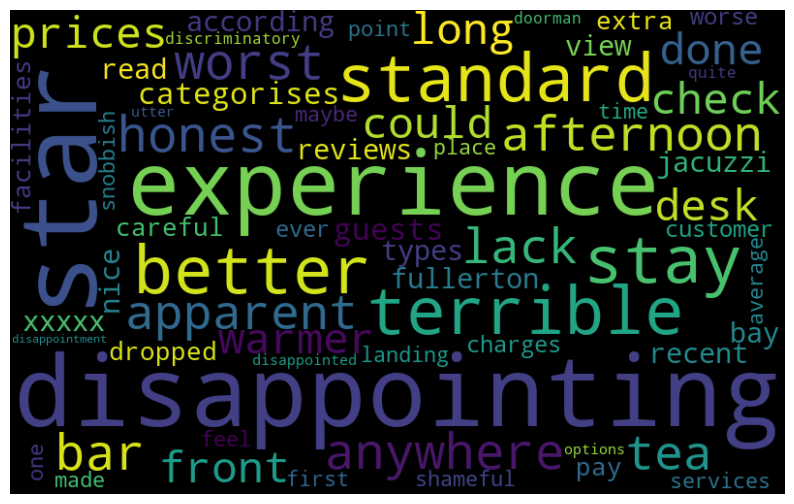 prices
according
discriminatory
point
long
doorman
extra
worse
star
worst
standard
view
done
read
categorises
quite
check
facilities
utter
maybe
could
time
honest
reviews
place
afternoon
snobbish
experience
jacuzzi
desk
careful
ever
guests
types
lack
stay
customer
average
nice
better
fullerton
xxxxx
apparent
terrible
bay
disappointment
warmer
dropped
disappointed
landing
charges
recent
disappointing
bar
feel
anywhere
options
tea
one
made
front
first
shameful
pay
services